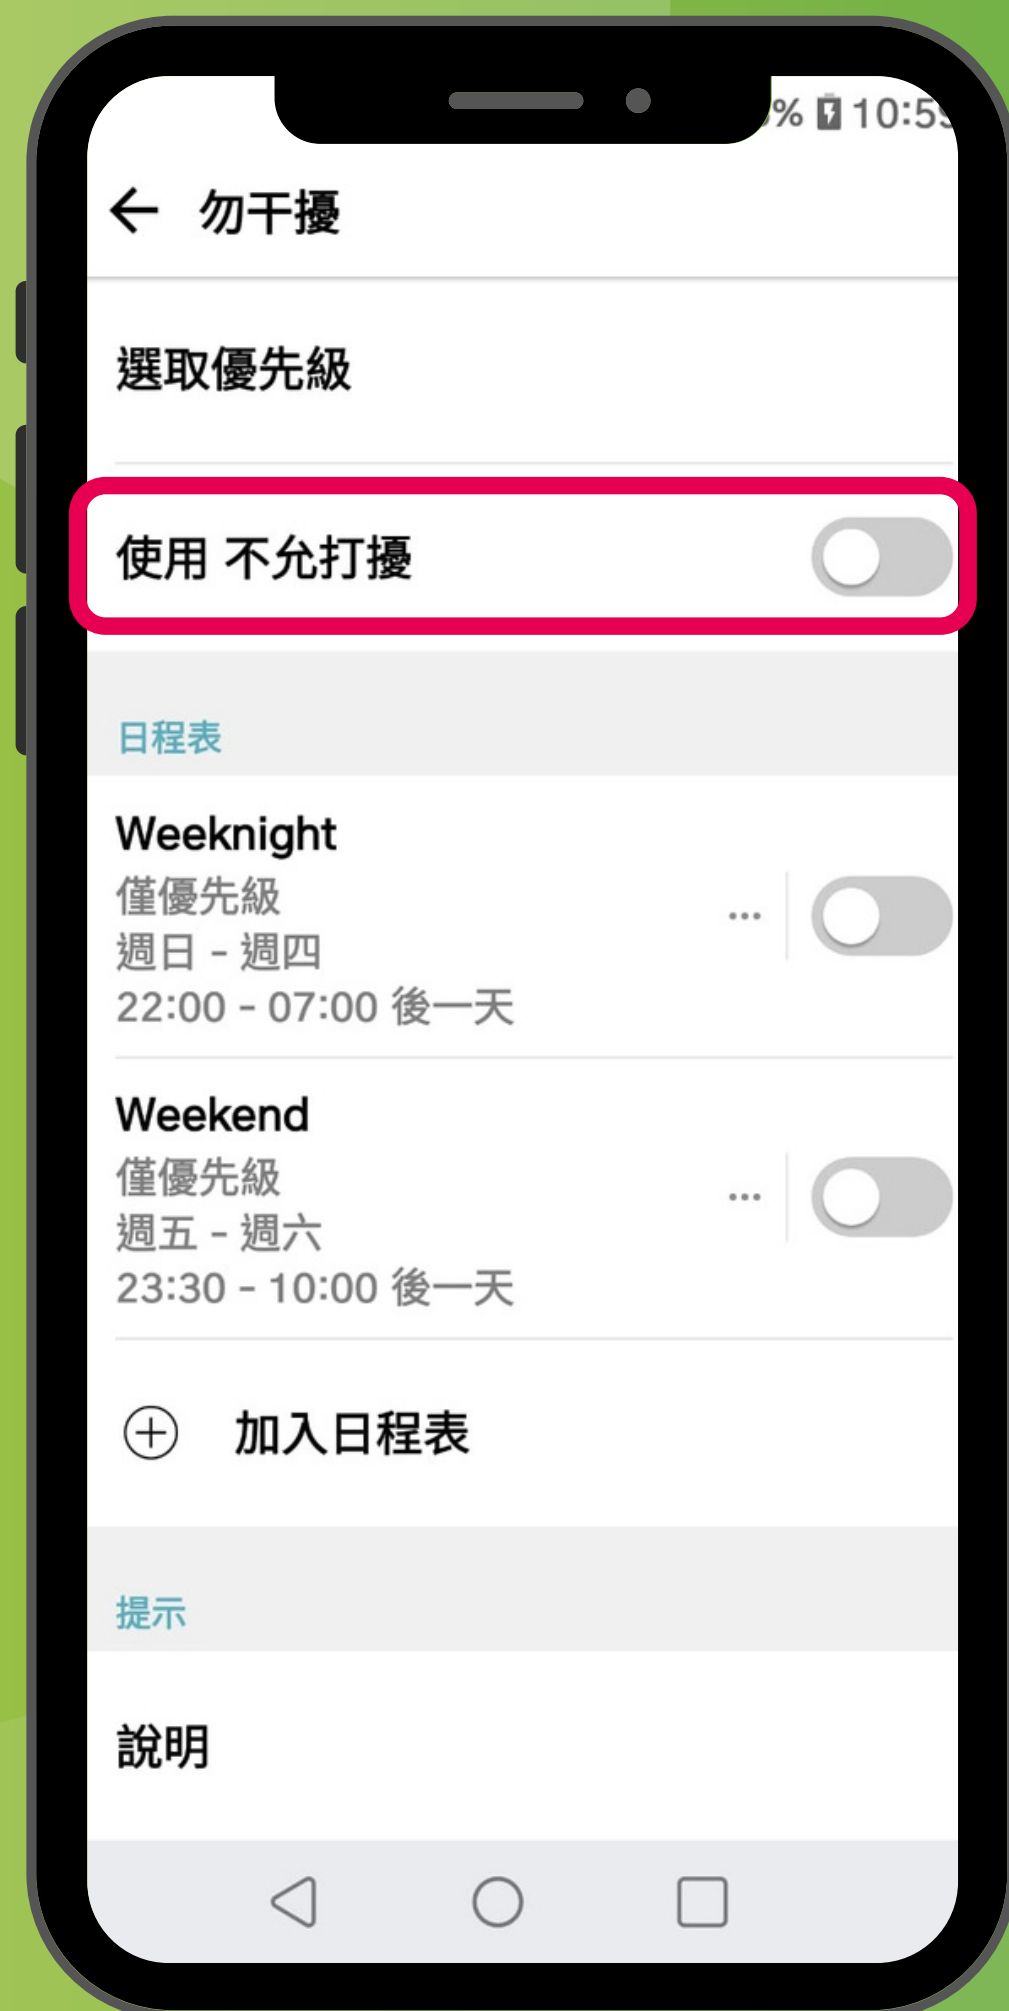 % 10:5
勿干擾
選取優先級
使用 不允打擾
日程表
Weeknight
僅優先級
週日 - 週四
22:00 - 07:00 後一天
Weekend
僅優先級
週五 - 週六
23:30 - 10:00 後一天
加入日程表
提示
說明